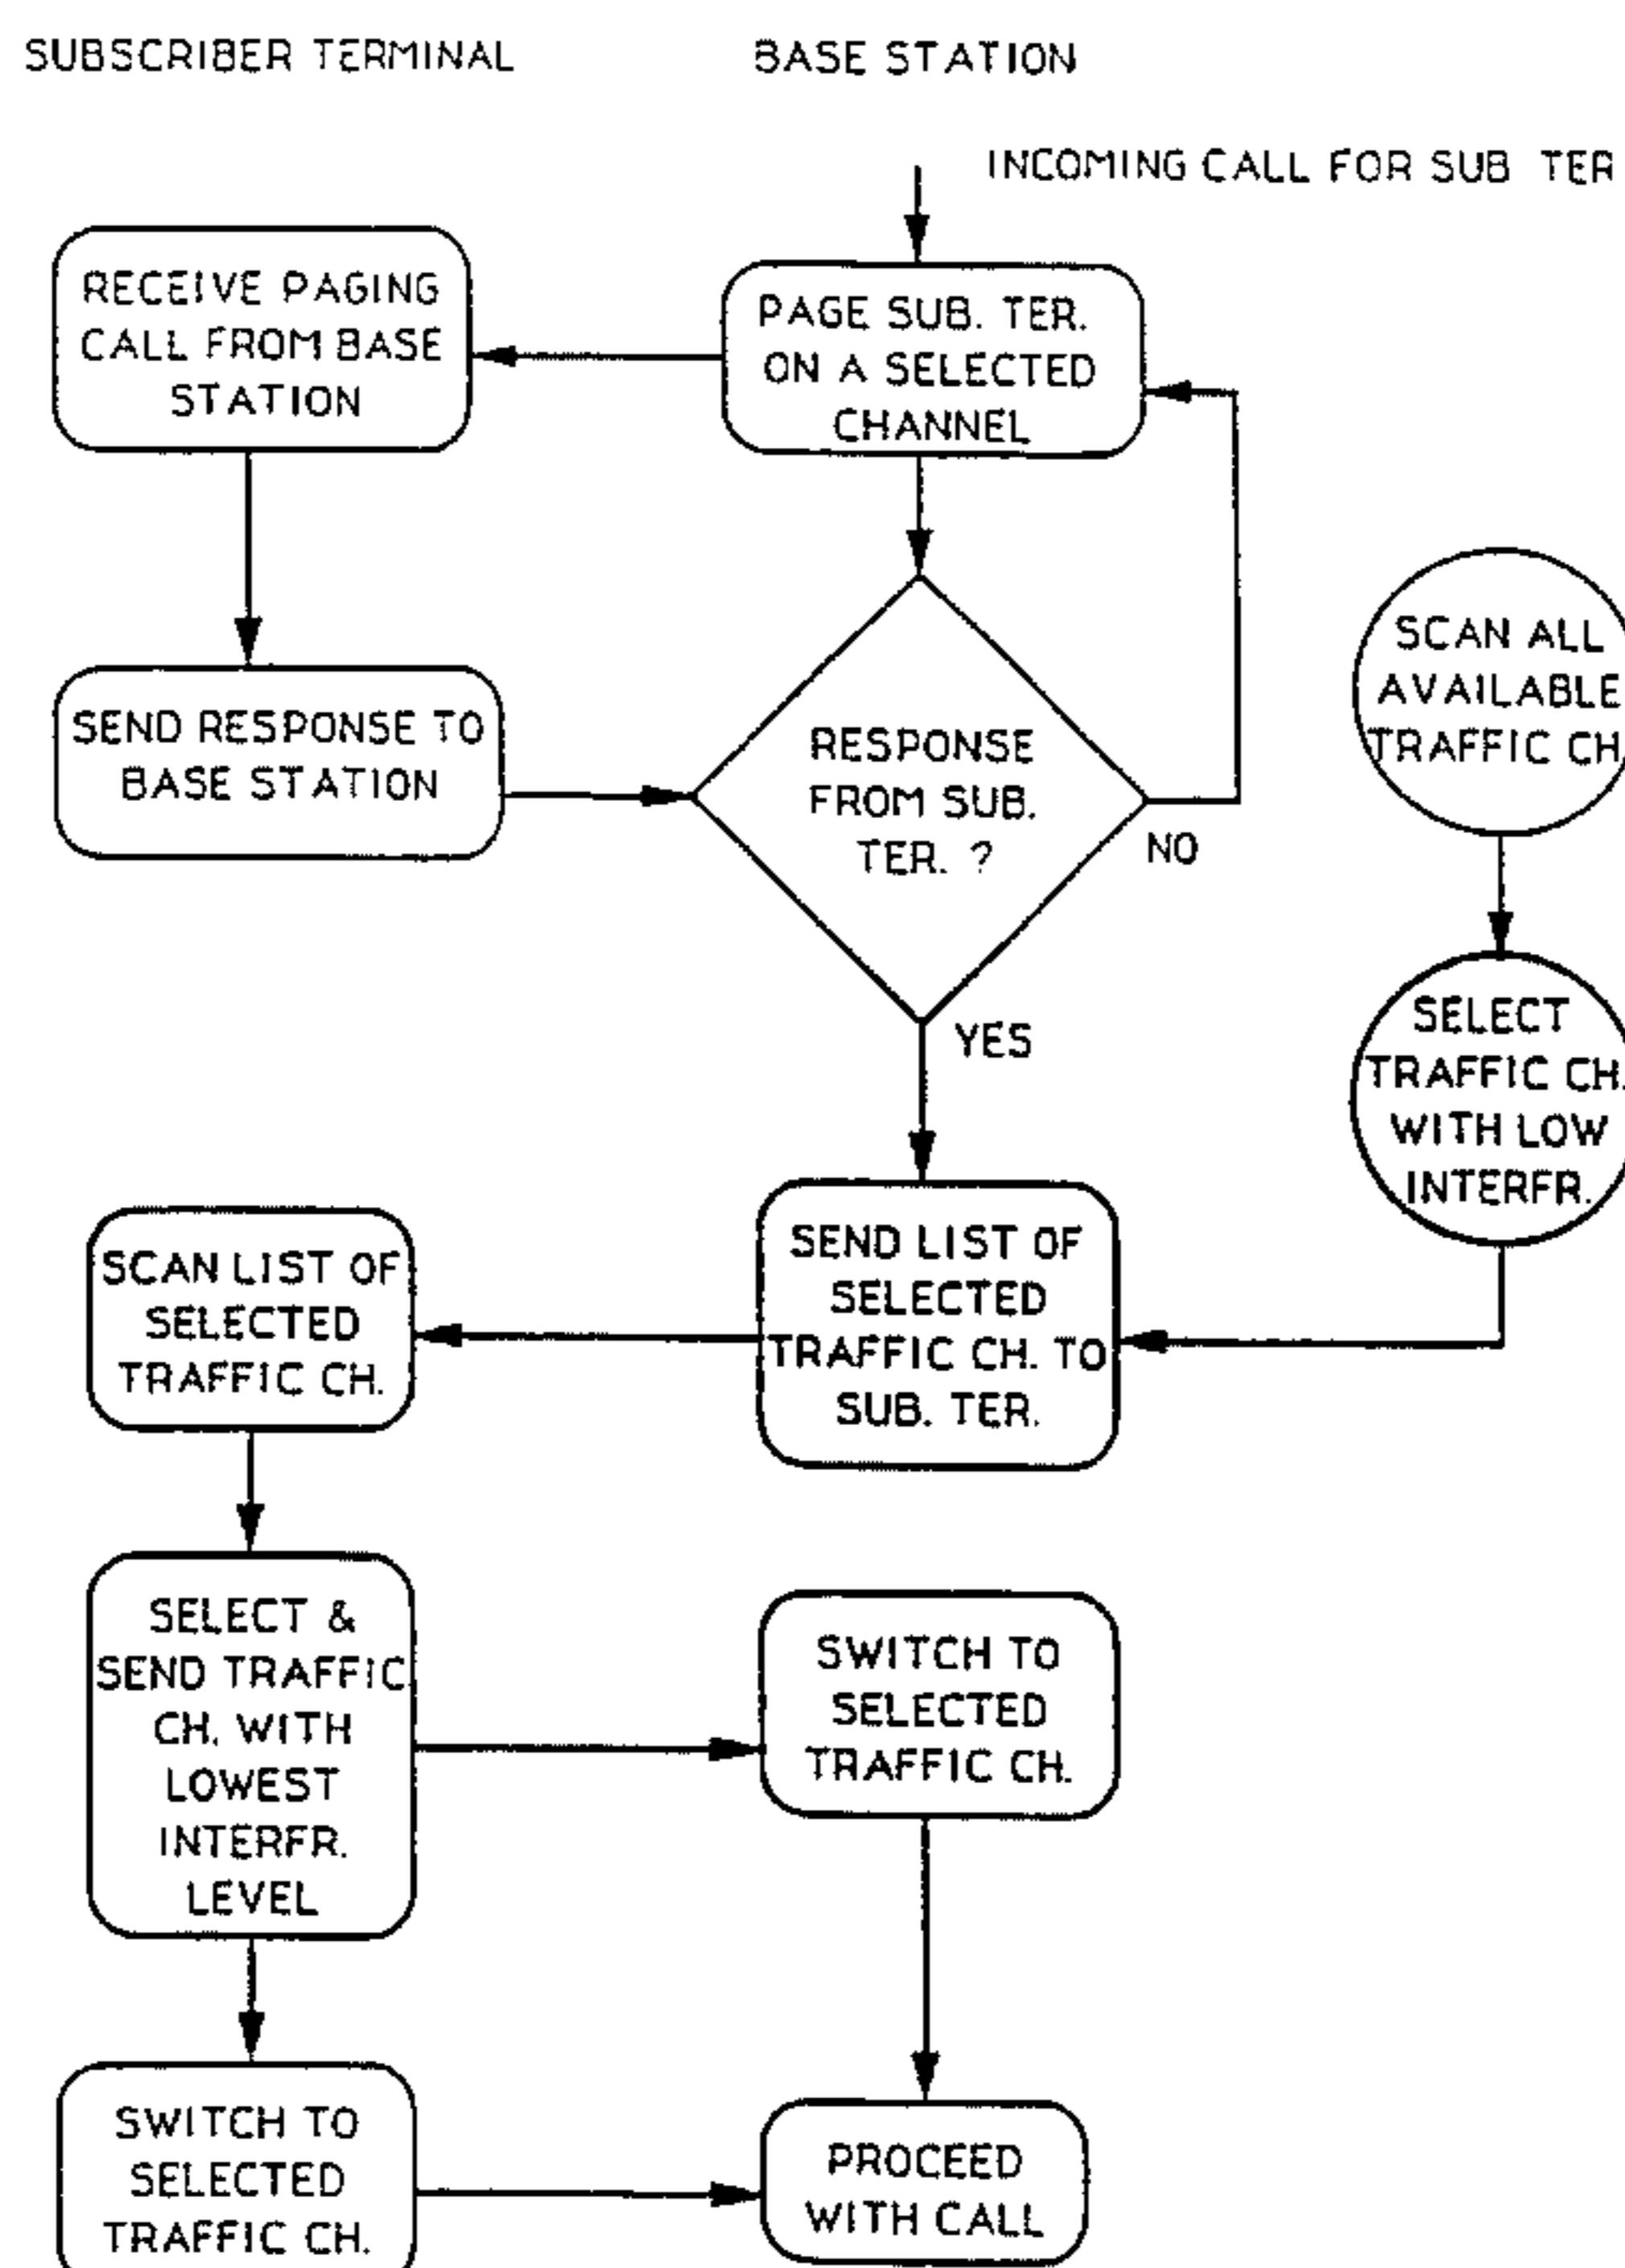 SUBSCRIBER TERMINAL
BASE STATION
INCOMING CALL FOR SUB TER
RECEIVE PAGING
CALL FROM BASE
STATION
PAGE SUB. TER.
ON A SELECTED
CHANNEL
SEND RESPONSE TO
BASE STATION
RESPONSE
FROM SUB.
TER. ?
NO
YES
SCAN ALL
AVAILABLE
TRAFFIC CH.
SELECT
TRAFFIC CH.
WITH LOW
INTERFR.
SEND LIST OF
SELECTED
TRAFFIC CH. TO
SUB. TER.
SCAN LIST OF
SELECTED
TRAFFIC CH.
SELECT &
SEND TRAFFIC
CH. WITH
LOWEST
INTERFR.
LEVEL
SWITCH TO
SELECTED
TRAFFIC CH.
SWITCH TO
SELECTED
TRAFFIC CH.
PROCEED
WITH CALL